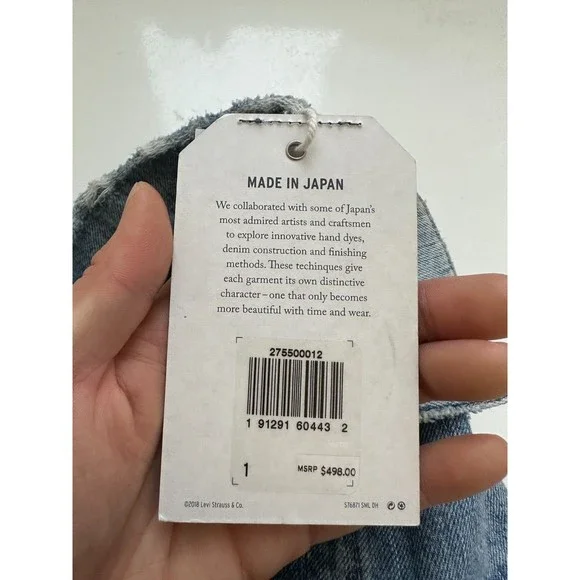 MADE IN JAPAN
We collaborated with some of Japan's
most admired artists and craftsmen
to explore innovative hand dyes,
denim construction and finishing
methods. These techinques give
each garment its own distinctive
character – one that only becomes
more beautiful with time and wear.
275500012
1 91291 60443 2
1 MSRP $498.00
©2018 Levi Strauss & Co. 576871 SML DH